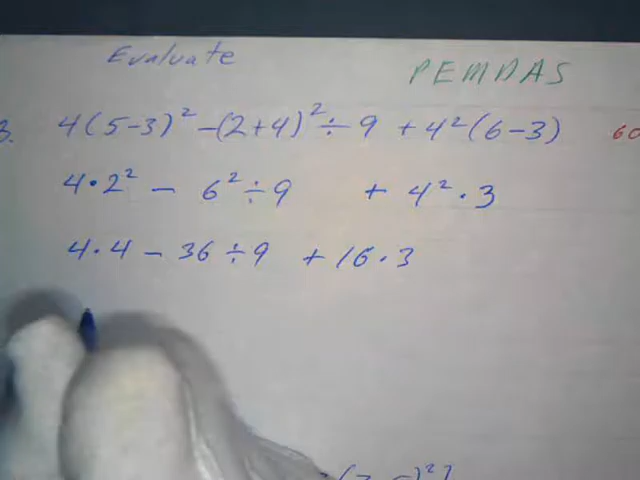 Evaluate PEMDAS
3. 4(5-3)² -(2+4)² ÷ 9 + 4²(6-3) 60
4•2² - 6² ÷ 9 + 4² • 3
4•4 - 36 ÷ 9 + 16 • 3